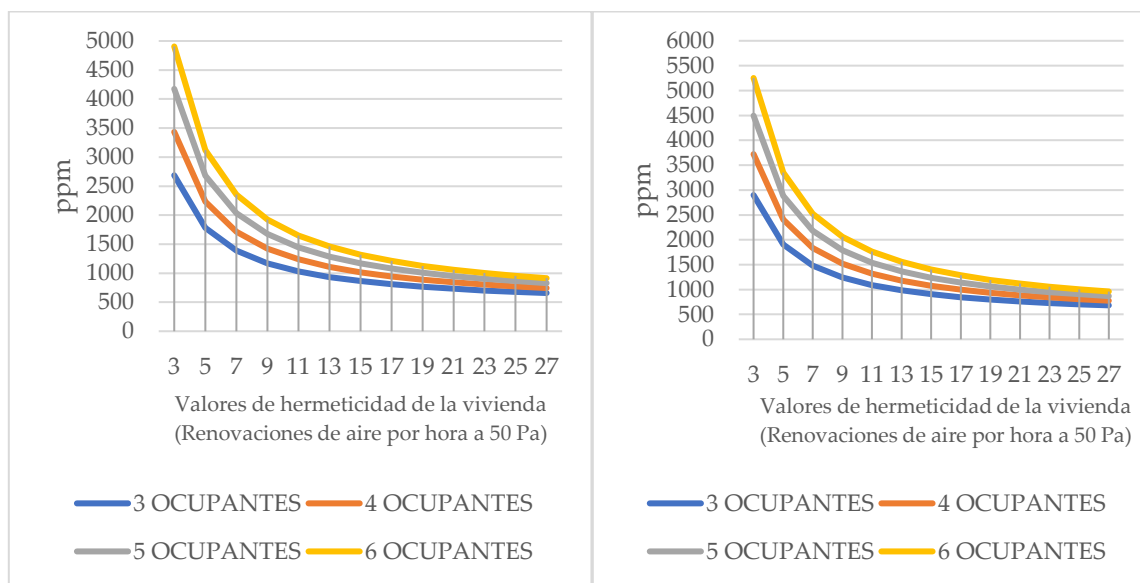 5000
4500
4000
3500
3000
2500
2000
1500
1000
500
0
ppm
3 5 7 9 11 13 15 17 19 21 23 25 27
Valores de hermeticidad de la vivienda
(Renovaciones de aire por hora a 50 Pa)
3 OCUPANTES 4 OCUPANTES
5 OCUPANTES 6 OCUPANTES
6000
5500
5000
4500
4000
3500
3000
2500
2000
1500
1000
500
0
ppm
3 5 7 9 11 13 15 17 19 21 23 25 27
Valores de hermeticidad de la vivienda
(Renovaciones de aire por hora a 50 Pa)
3 OCUPANTES 4 OCUPANTES
5 OCUPANTES 6 OCUPANTES